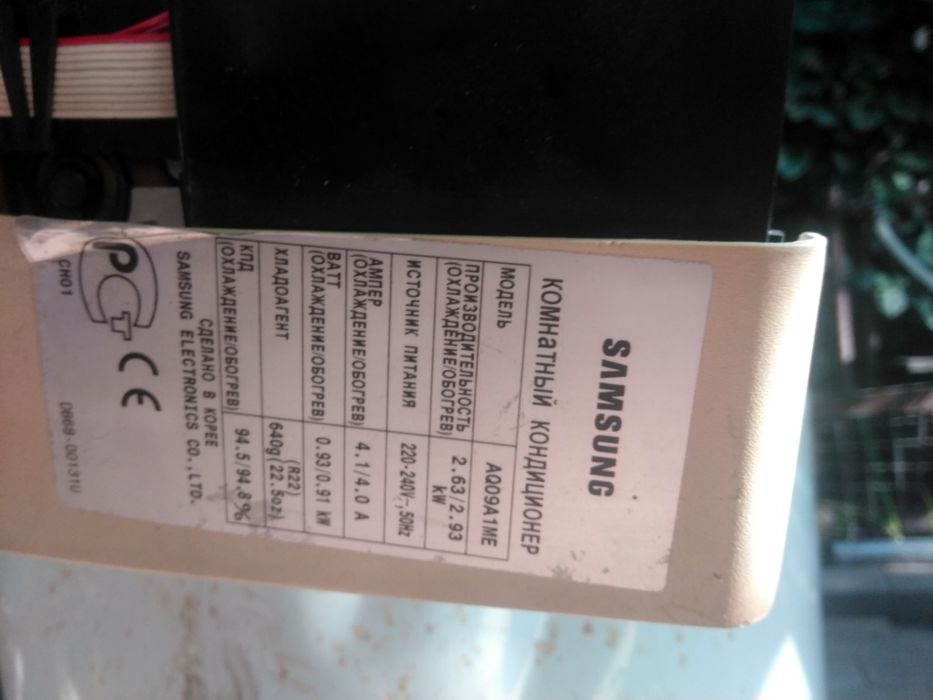 SAMSUNG
КОМНАТНЫЙ КОНДИЦИОНЕР
МОДЕЛЬ AQ09A1ME
ПРОИЗВОДИТЕЛЬНОСТЬ 2.63/2.93
(ОХЛАЖДЕНИЕ/ОБОГРЕВ) kW
ИСТОЧНИК ПИТАНИЯ 220-240V~,50Hz
АМПЕР
(ОХЛАЖДЕНИЕ/ОБОГРЕВ) 4.1/4.0 A
ВАТТ
(ОХЛАЖДЕНИЕ/ОБОГРЕВ) 0.93/0.91 kW
ХЛАДОАГЕНТ (R22)
640g(22.5oz)
КПД
(ОХЛАЖДЕНИЕ/ОБОГРЕВ) 94.5/94.8%
СДЕЛАНО В КОРЕЕ
SAMSUNG ELECTRONICS CO.,LTD.
РСТ CE
CH01
DB68-00131U